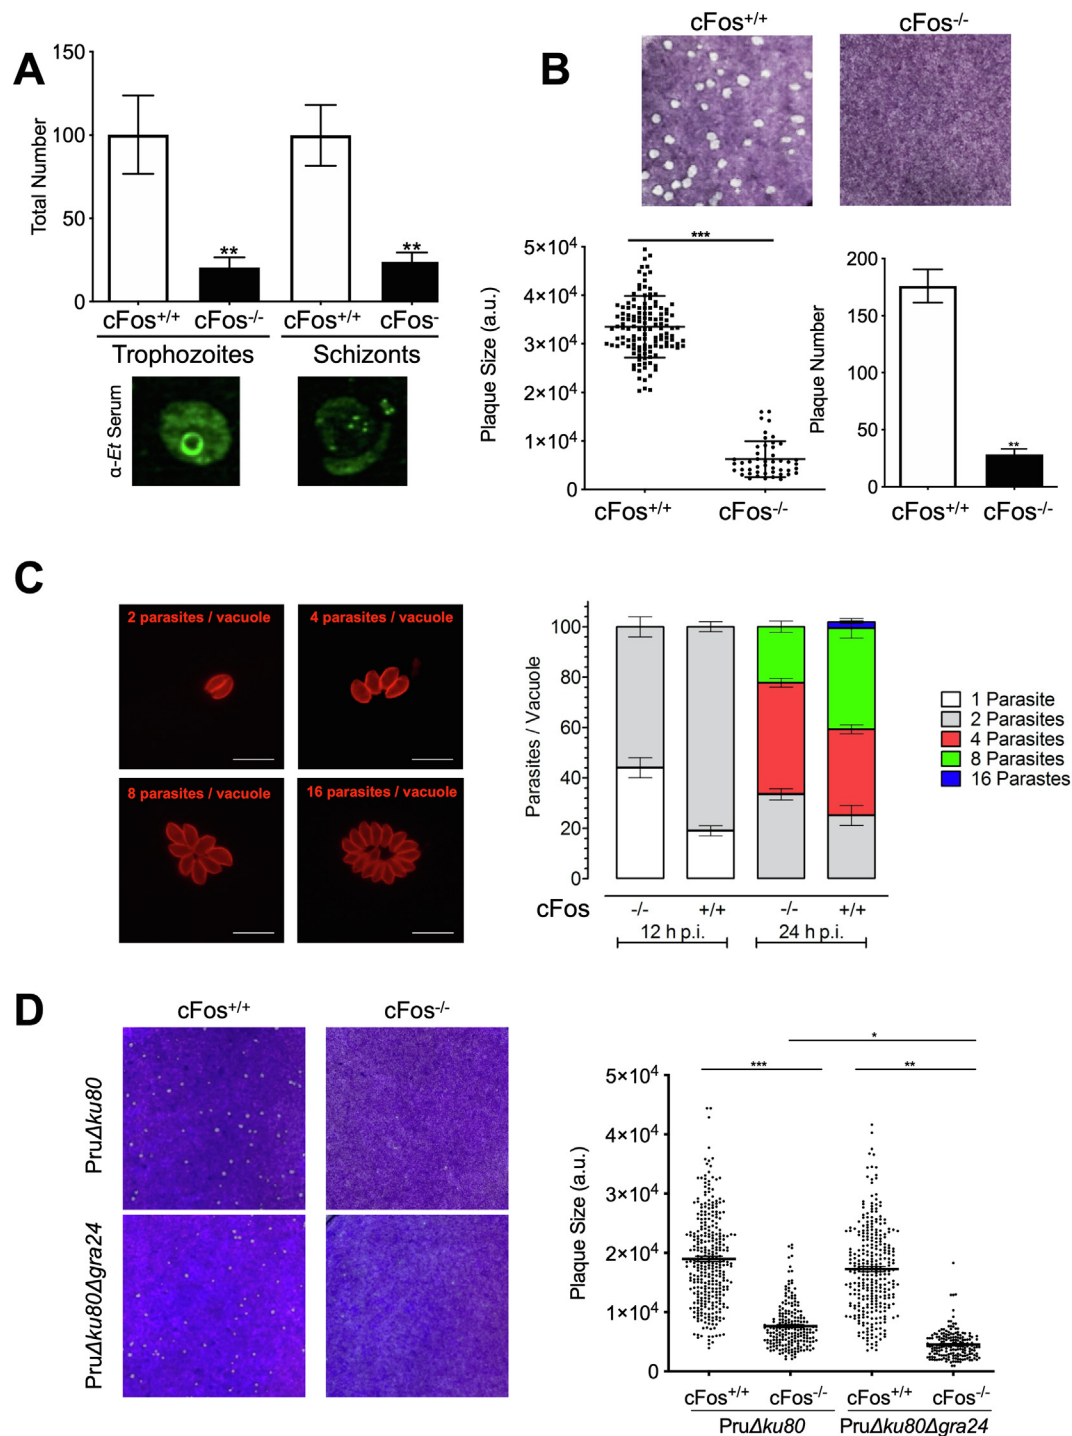 A
150
100
50
0
Total Number
cFos+/+ cFos-/- cFos+/+ cFos-
** **
Trophozoites Schizonts
α-Et Serum
B
cFos+/+ cFos-/-
***
5×10⁴
4×10⁴
3×10⁴
2×10⁴
1×10⁴
0
Plaque Size (a.u.)
cFos+/+ cFos-/-
200
150
100
50
0
Plaque Number
**
cFos+/+ cFos-/-
C
2 parasites / vacuole
4 parasites / vacuole
8 parasites / vacuole
16 parasites / vacuole
100
80
60
40
20
0
Parasites / Vacuole
cFos -/- +/+ -/- +/+
12 h p.i. 24 h p.i.
1 Parasite
2 Parasites
4 Parasites
8 Parasites
16 Parastes
D
cFos+/+ cFos-/-
PruΔku80
PruΔku80Δgra24
*
*** **
5×10⁴
4×10⁴
3×10⁴
2×10⁴
1×10⁴
0
Plaque Size (a.u.)
cFos+/+ cFos-/- cFos+/+ cFos-/-
PruΔku80 PruΔku80Δgra24